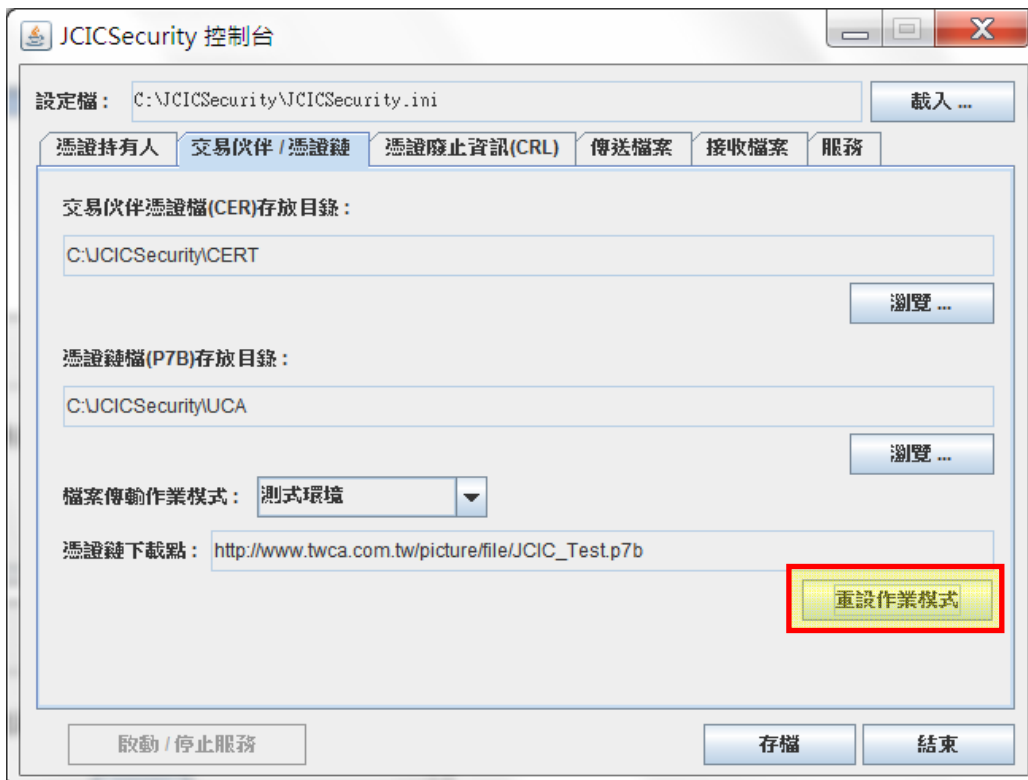 JCICSecurity 控制台
設定檔： C:\JCICSecurity\JCICSecurity.ini 載入 ...
憑證持有人 交易伙伴 / 憑證鏈 憑證廢止資訊(CRL) 傳送檔案 接收檔案 服務
交易伙伴憑證檔(CER)存放目錄：
C:\JCICSecurity\CERT
瀏覽 ...
憑證鏈檔(P7B)存放目錄：
C:\JCICSecurity\UCA
瀏覽 ...
檔案傳輸作業模式： 測式環境
憑證鏈下載點： http://www.twca.com.tw/picture/file/JCIC_Test.p7b
重設作業模式
啟動 / 停止服務 存檔 結束